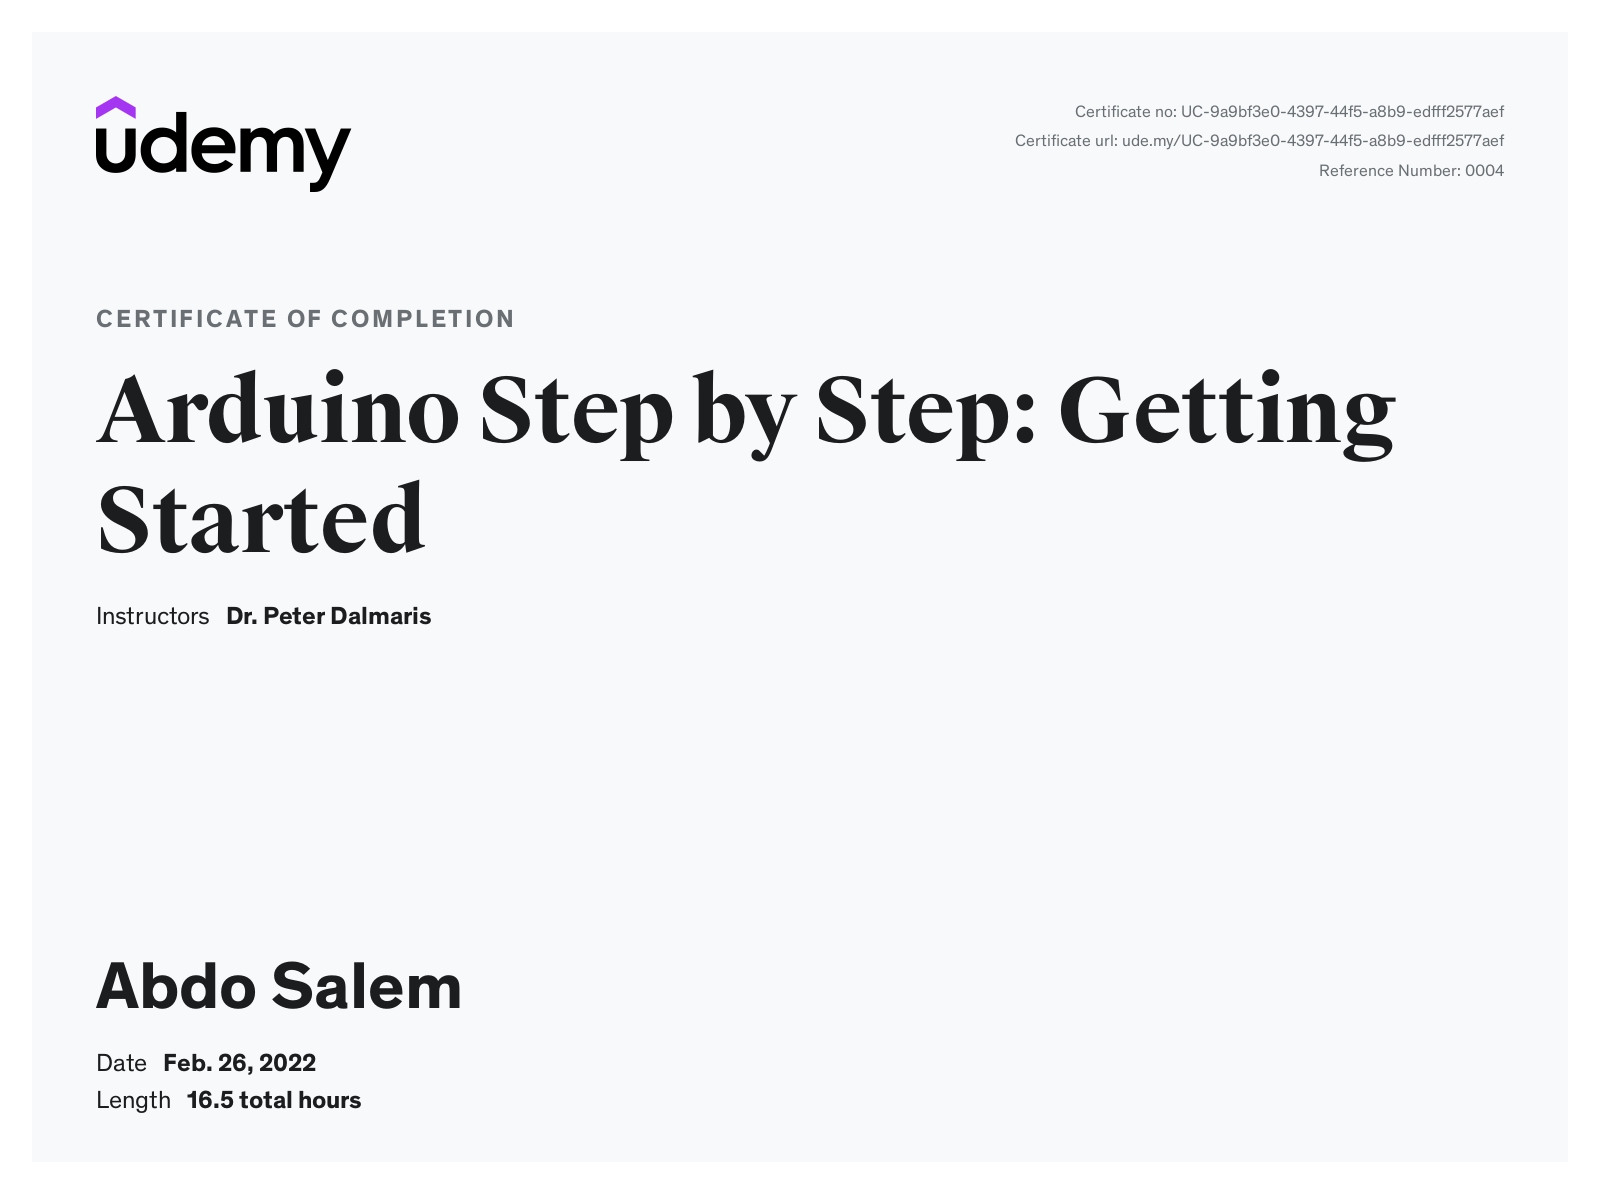 udemy
Certificate no: UC-9a9bf3e0-4397-44f5-a8b9-edfff2577aef
Certificate url: ude.my/UC-9a9bf3e0-4397-44f5-a8b9-edfff2577aef
Reference Number: 0004
CERTIFICATE OF COMPLETION
Arduino Step by Step: Getting
Started
Instructors Dr. Peter Dalmaris
Abdo Salem
Date Feb. 26, 2022
Length 16.5 total hours